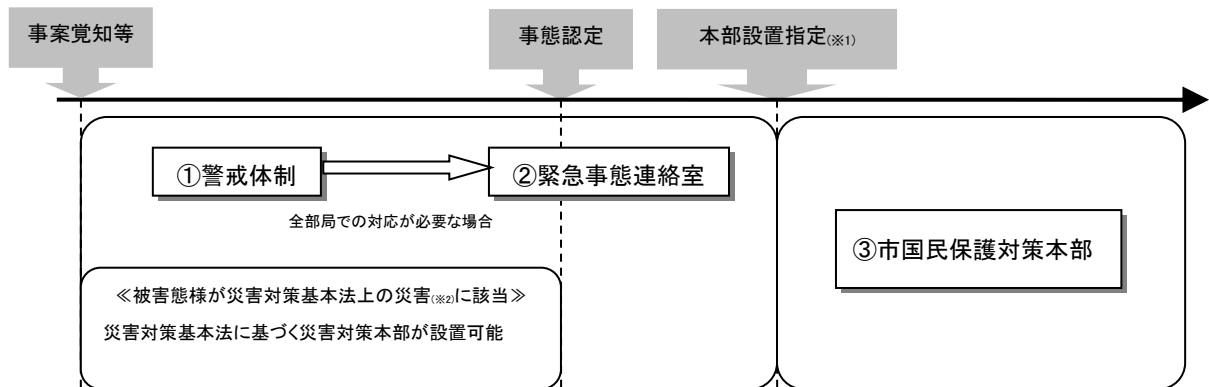 事案覚知等
事態認定
本部設置指定(※1)
①警戒体制
②緊急事態連絡室
全部局での対応が必要な場合
③市国民保護対策本部
≪被害態様が災害対策基本法上の災害(※2)に該当≫
災害対策基本法に基づく災害対策本部が設置可能